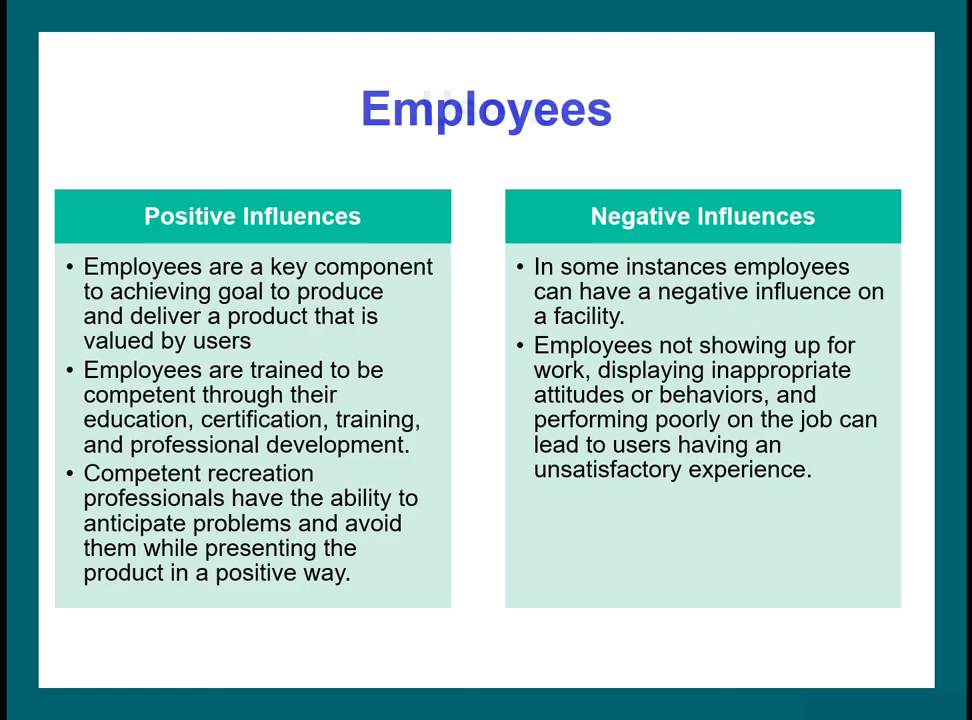 Employees
Positive Influences
• Employees are a key component
to achieving goal to produce
and deliver a product that is
valued by users
• Employees are trained to be
competent through their
education, certification, training,
and professional development.
• Competent recreation
professionals have the ability to
anticipate problems and avoid
them while presenting the
product in a positive way.
Negative Influences
• In some instances employees
can have a negative influence on
a facility.
• Employees not showing up for
work, displaying inappropriate
attitudes or behaviors, and
performing poorly on the job can
lead to users having an
unsatisfactory experience.